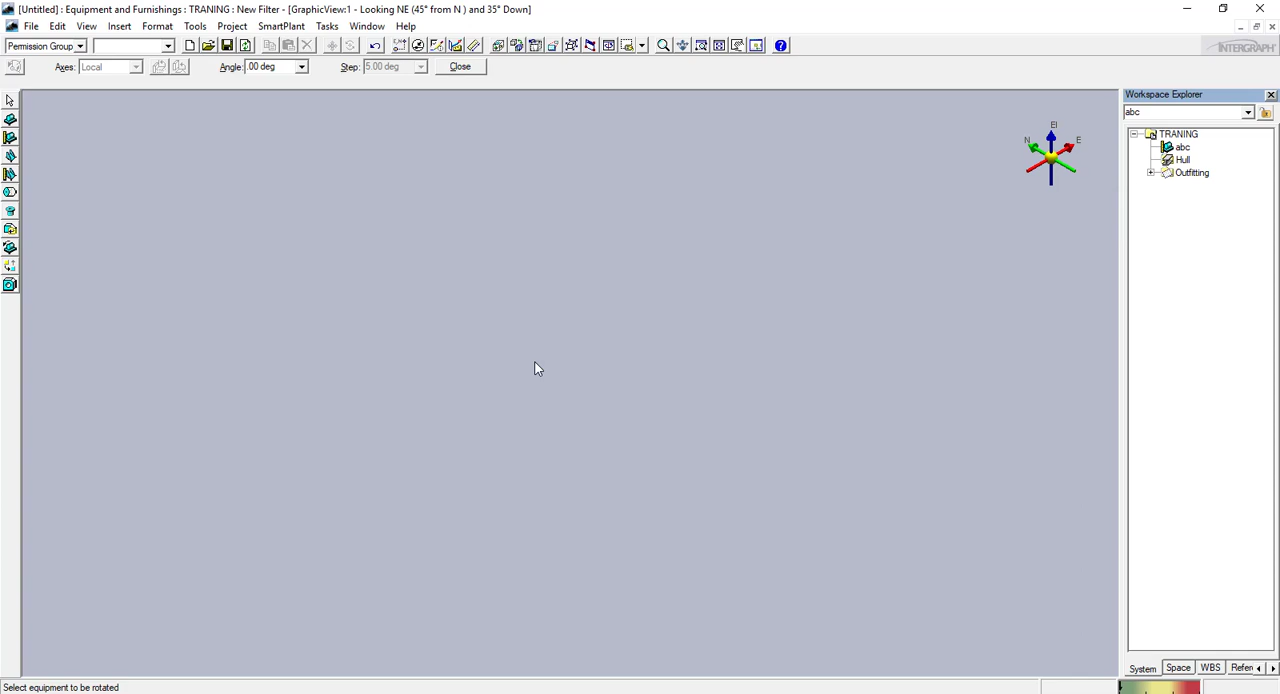 [Untitled] : Equipment and Furnishings : TRANING : New Filter - [GraphicView:1 - Looking NE (45° from N ) and 35° Down]
File Edit View Insert Format Tools Project SmartPlant Tasks Window Help
Permission Group
INTERGRAPH
Axes: Local Angle: .00 deg Step: 5.00 deg Close
Workspace Explorer
abc
El
N E
TRANING
abc
Hull
Outfitting
System Space WBS Referen
Select equipment to be rotated